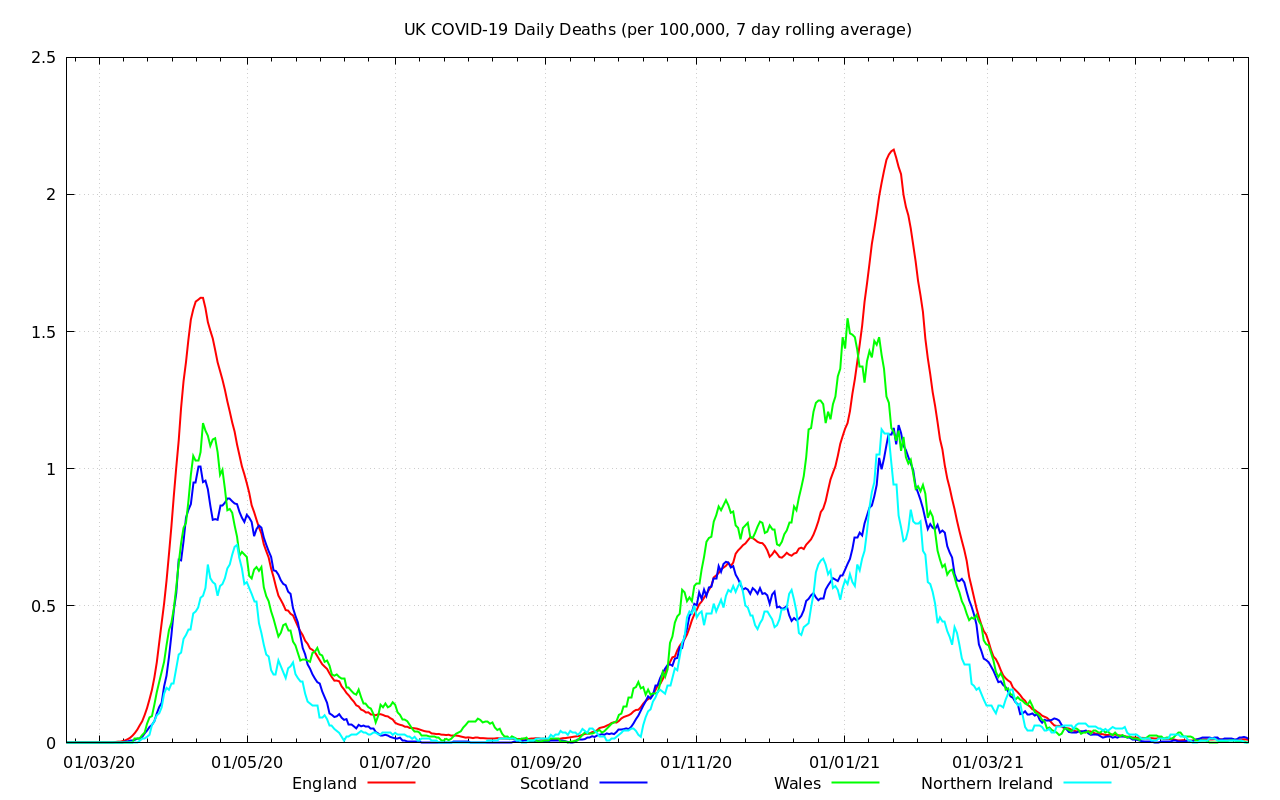 UK COVID-19 Daily Deaths (per 100,000, 7 day rolling average)
2.5
2
1.5
1
0.5
0
01/03/20 01/05/20 01/07/20 01/09/20 01/11/20 01/01/21 01/03/21 01/05/21
England Scotland Wales Northern Ireland